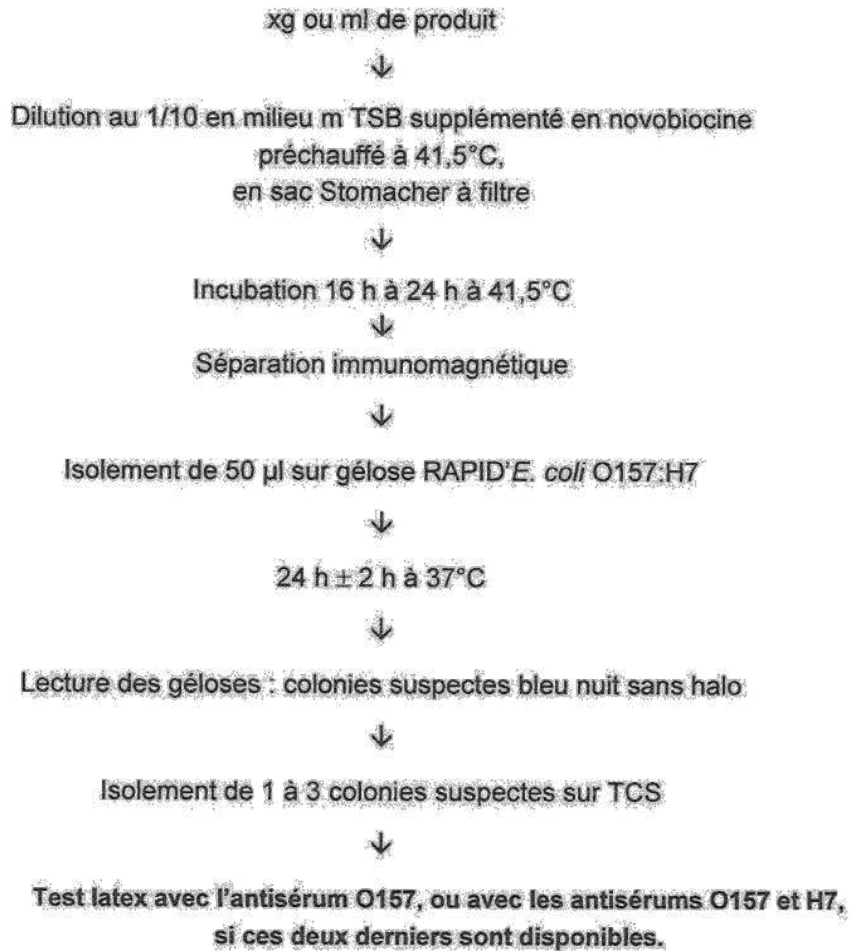 xg ou ml de produit
↓
Dilution au 1/10 en milieu m TSB supplémenté en novobiocine
préchauffé à 41,5°C,
en sac Stomacher à filtre
↓
Incubation 16 h à 24 h à 41,5°C
↓
Séparation immunomagnétique
↓
Isolement de 50 µl sur gélose RAPID'E. coli O157:H7
↓
24 h ± 2 h à 37°C
↓
Lecture des géloses : colonies suspectes bleu nuit sans halo
↓
Isolement de 1 à 3 colonies suspectes sur TCS
↓
Test latex avec l'antisérum O157, ou avec les antisérums O157 et H7,
si ces deux derniers sont disponibles.